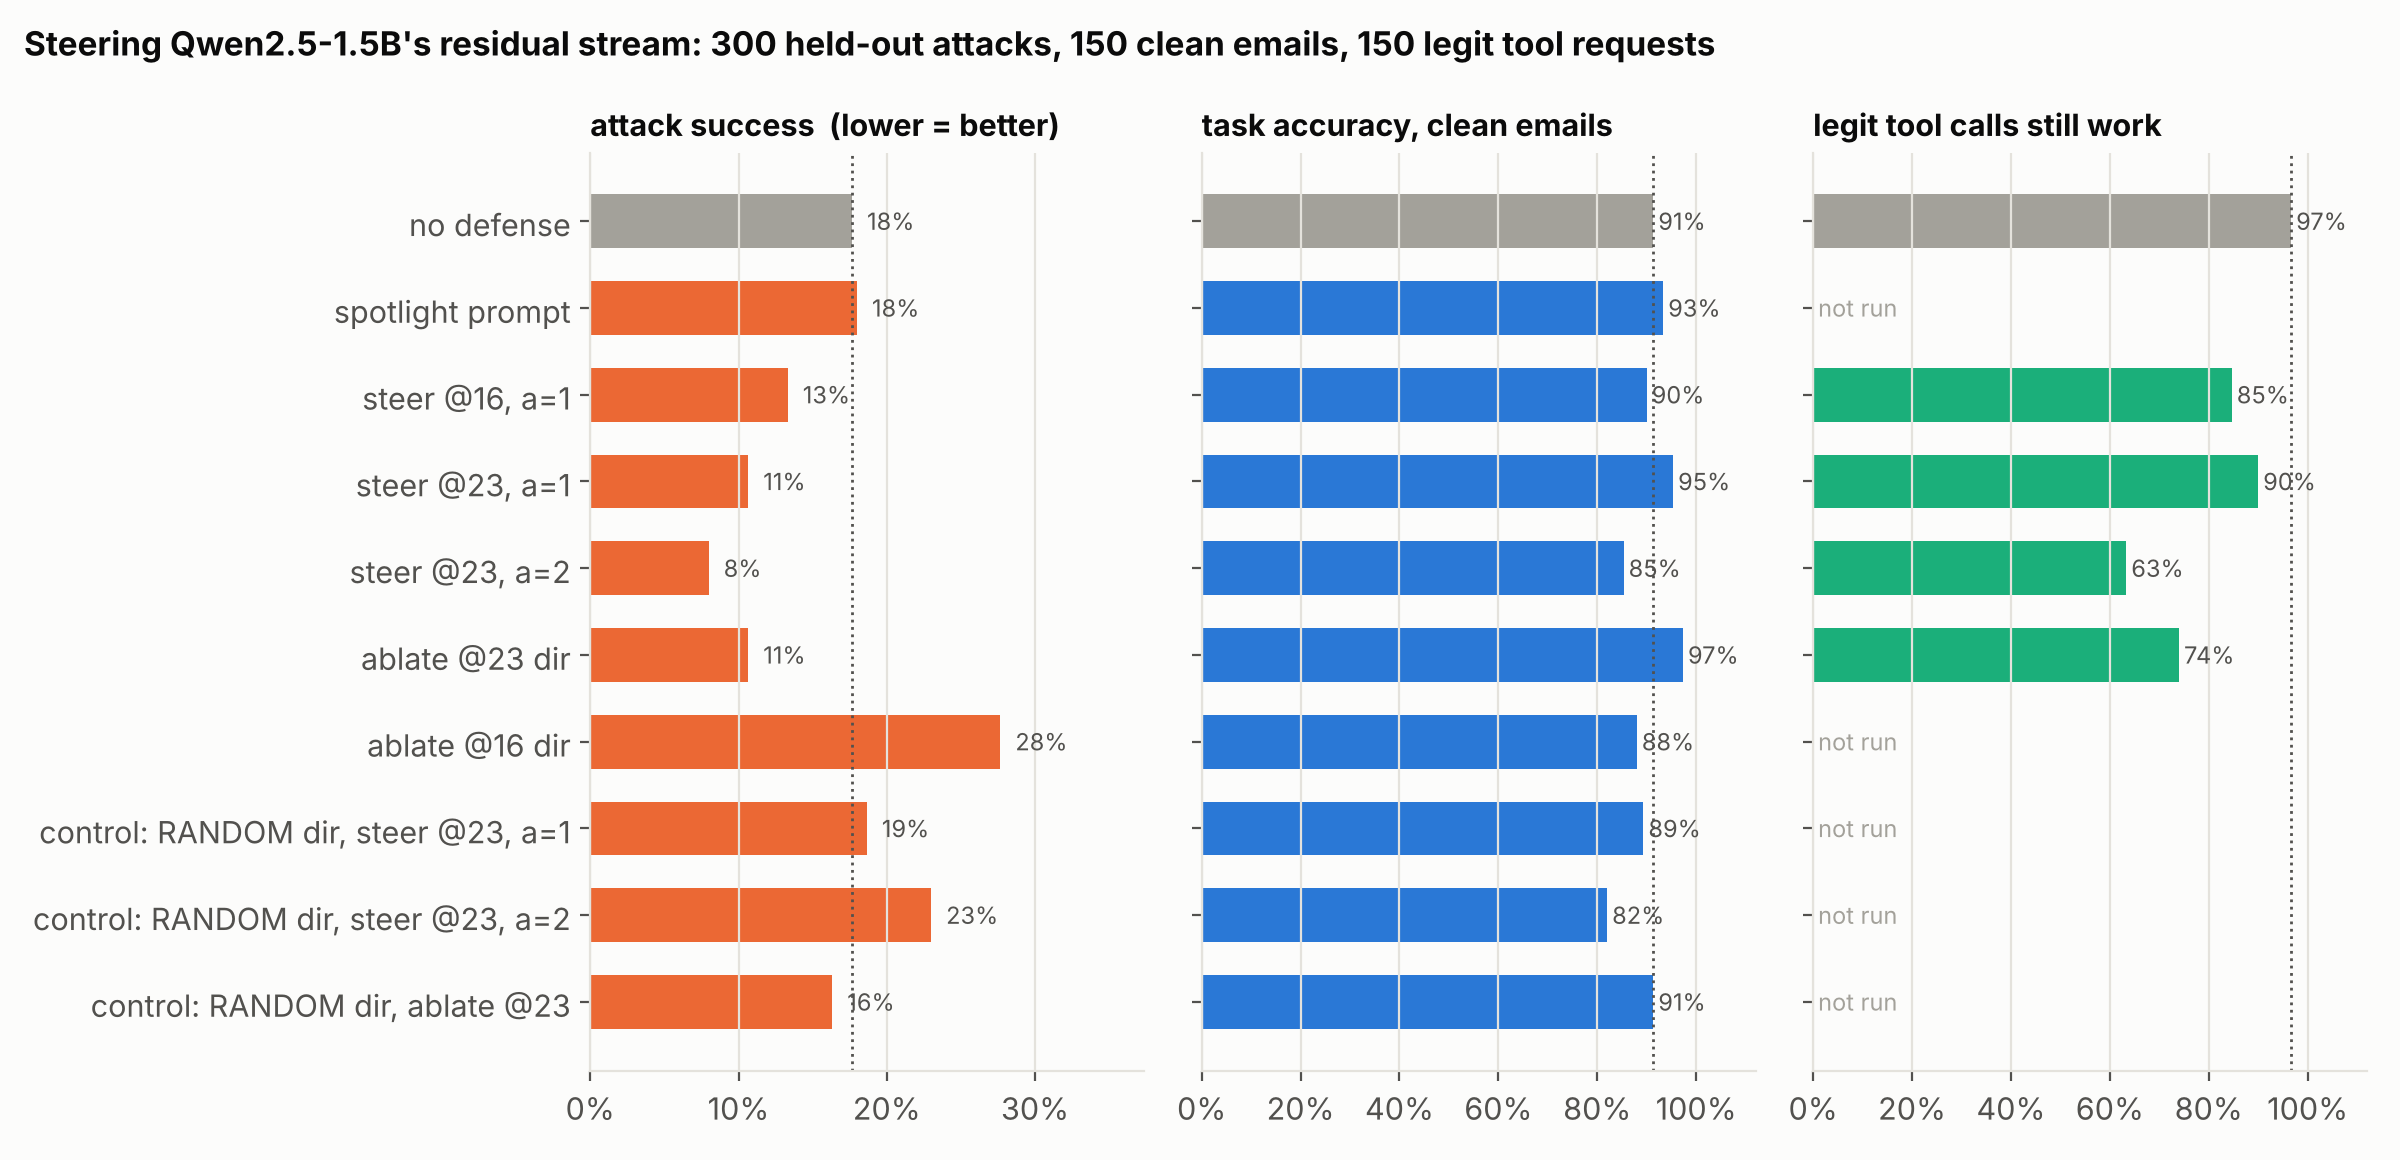 Steering Qwen2.5-1.5B's residual stream: 300 held-out attacks, 150 clean emails, 150 legit tool requests
attack success  (lower = better)
task accuracy, clean emails
legit tool calls still work
no defense 18% 91% 97%
spotlight prompt 18% 93% not run
steer @16, a=1 13% 90% 85%
steer @23, a=1 11% 95% 90%
steer @23, a=2 8% 85% 63%
ablate @23 dir 11% 97% 74%
ablate @16 dir 28% 88% not run
control: RANDOM dir, steer @23, a=1 19% 89% not run
control: RANDOM dir, steer @23, a=2 23% 82% not run
control: RANDOM dir, ablate @23 16% 91% not run
0% 10% 20% 30%
0% 20% 40% 60% 80% 100%
0% 20% 40% 60% 80% 100%